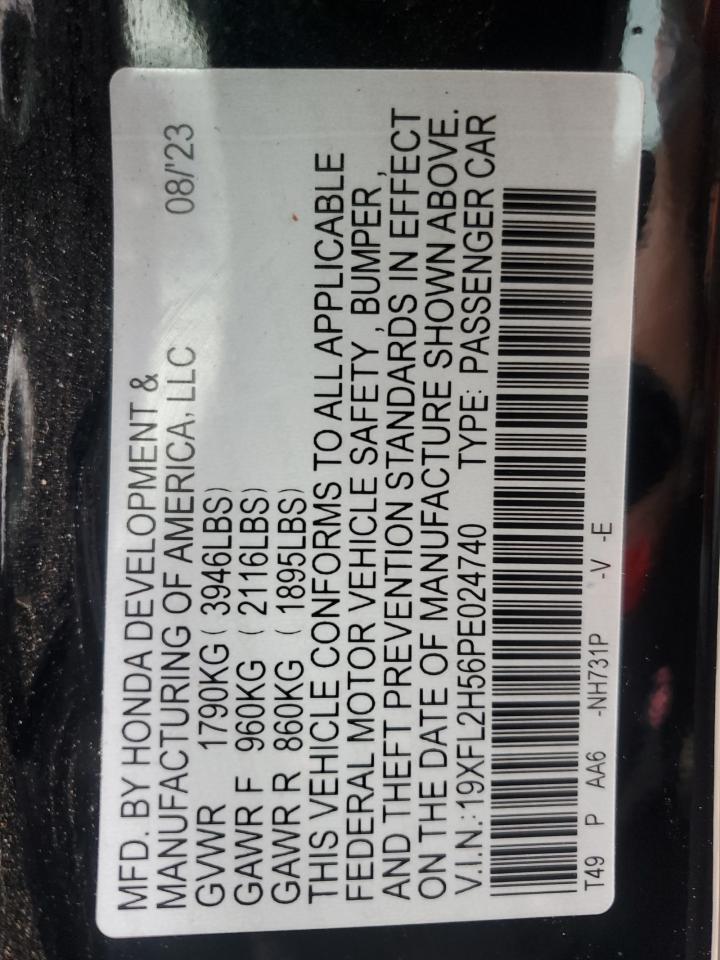 MFD. BY HONDA DEVELOPMENT &
MANUFACTURING OF AMERICA, LLC 08/'23
GVWR 1790KG ( 3946LBS)
GAWR F 960KG ( 2116LBS)
GAWR R 860KG ( 1895LBS)
THIS VEHICLE CONFORMS TO ALL APPLICABLE
FEDERAL MOTOR VEHICLE SAFETY , BUMPER ,
AND THEFT PREVENTION STANDARDS IN EFFECT
ON THE DATE OF MANUFACTURE SHOWN ABOVE.
V.I.N.:19XFL2H56PE024740 TYPE: PASSENGER CAR
T49 P AA6 -NH731P -V -E